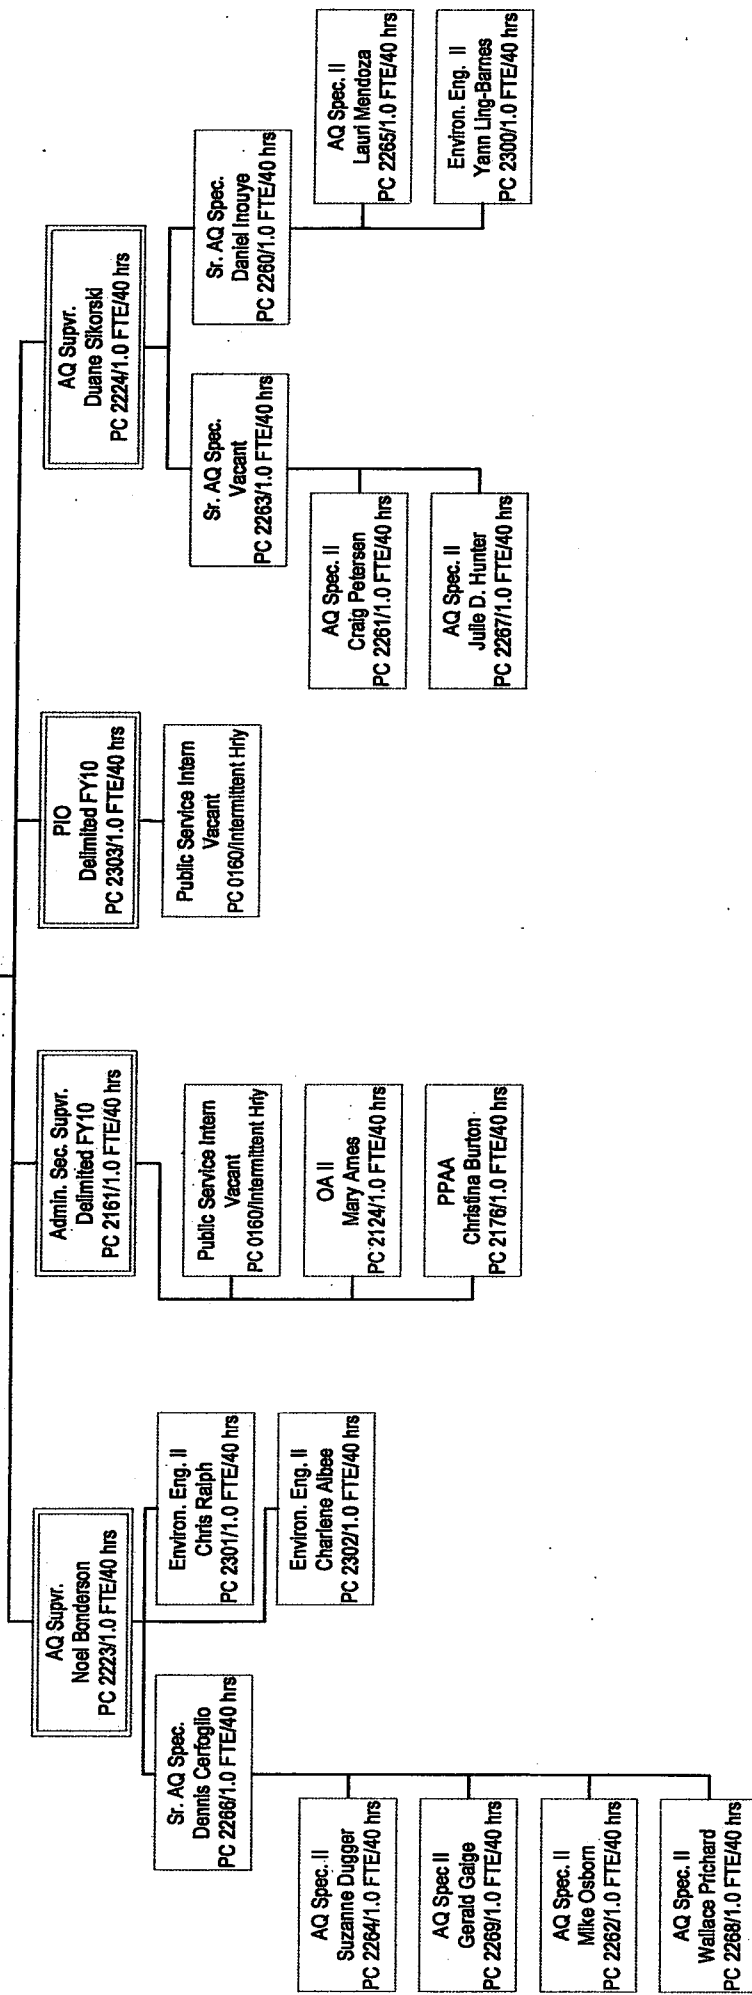 AQ Supvr.
Noel Bonderson
PC 2223/1.0 FTE/40 hrs
Sr. AQ Spec.
Dennis Cerfoglio
PC 2266/1.0 FTE/40 hrs
AQ Spec. II
Suzanne Dugger
PC 2264/1.0 FTE/40 hrs
AQ Spec II
Gerald Gaige
PC 2269/1.0 FTE/40 hrs
AQ Spec. II
Mike Osborn
PC 2262/1.0 FTE/40 hrs
AQ Spec. II
Wallace Prichard
PC 2268/1.0 FTE/40 hrs
Environ. Eng. II
Chris Ralph
PC 2301/1.0 FTE/40 hrs
Environ. Eng. II
Charlene Albee
PC 2302/1.0 FTE/40 hrs
Admin. Sec. Supvr.
Delimited FY10
PC 2161/1.0 FTE/40 hrs
Public Service Intern
Vacant
PC 0160/Intermittent Hrly
OA II
Mary Ames
PC 2124/1.0 FTE/40 hrs
PPAA
Christina Burton
PC 2176/1.0 FTE/40 hrs
PIO
Delimited FY10
PC 2303/1.0 FTE/40 hrs
Public Service Intern
Vacant
PC 0160/Intermittent Hrly
AQ Supvr.
Duane Sikorski
PC 2224/1.0 FTE/40 hrs
Sr. AQ Spec.
Vacant
PC 2263/1.0 FTE/40 hrs
AQ Spec. II
Craig Petersen
PC 2261/1.0 FTE/40 hrs
AQ Spec. II
Julie D. Hunter
PC 2267/1.0 FTE/40 hrs
Sr. AQ Spec.
Daniel Inouye
PC 2260/1.0 FTE/40 hrs
AQ Spec. II
Lauri Mendoza
PC 2265/1.0 FTE/40 hrs
Environ. Eng. II
Yann Ling-Barnes
PC 2300/1.0 FTE/40 hrs